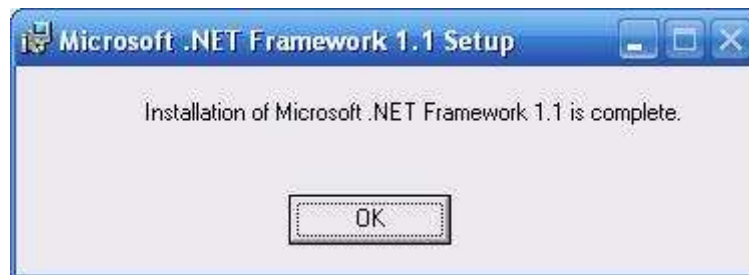 Microsoft .NET Framework 1.1 Setup
Installation of Microsoft .NET Framework 1.1 is complete.
OK